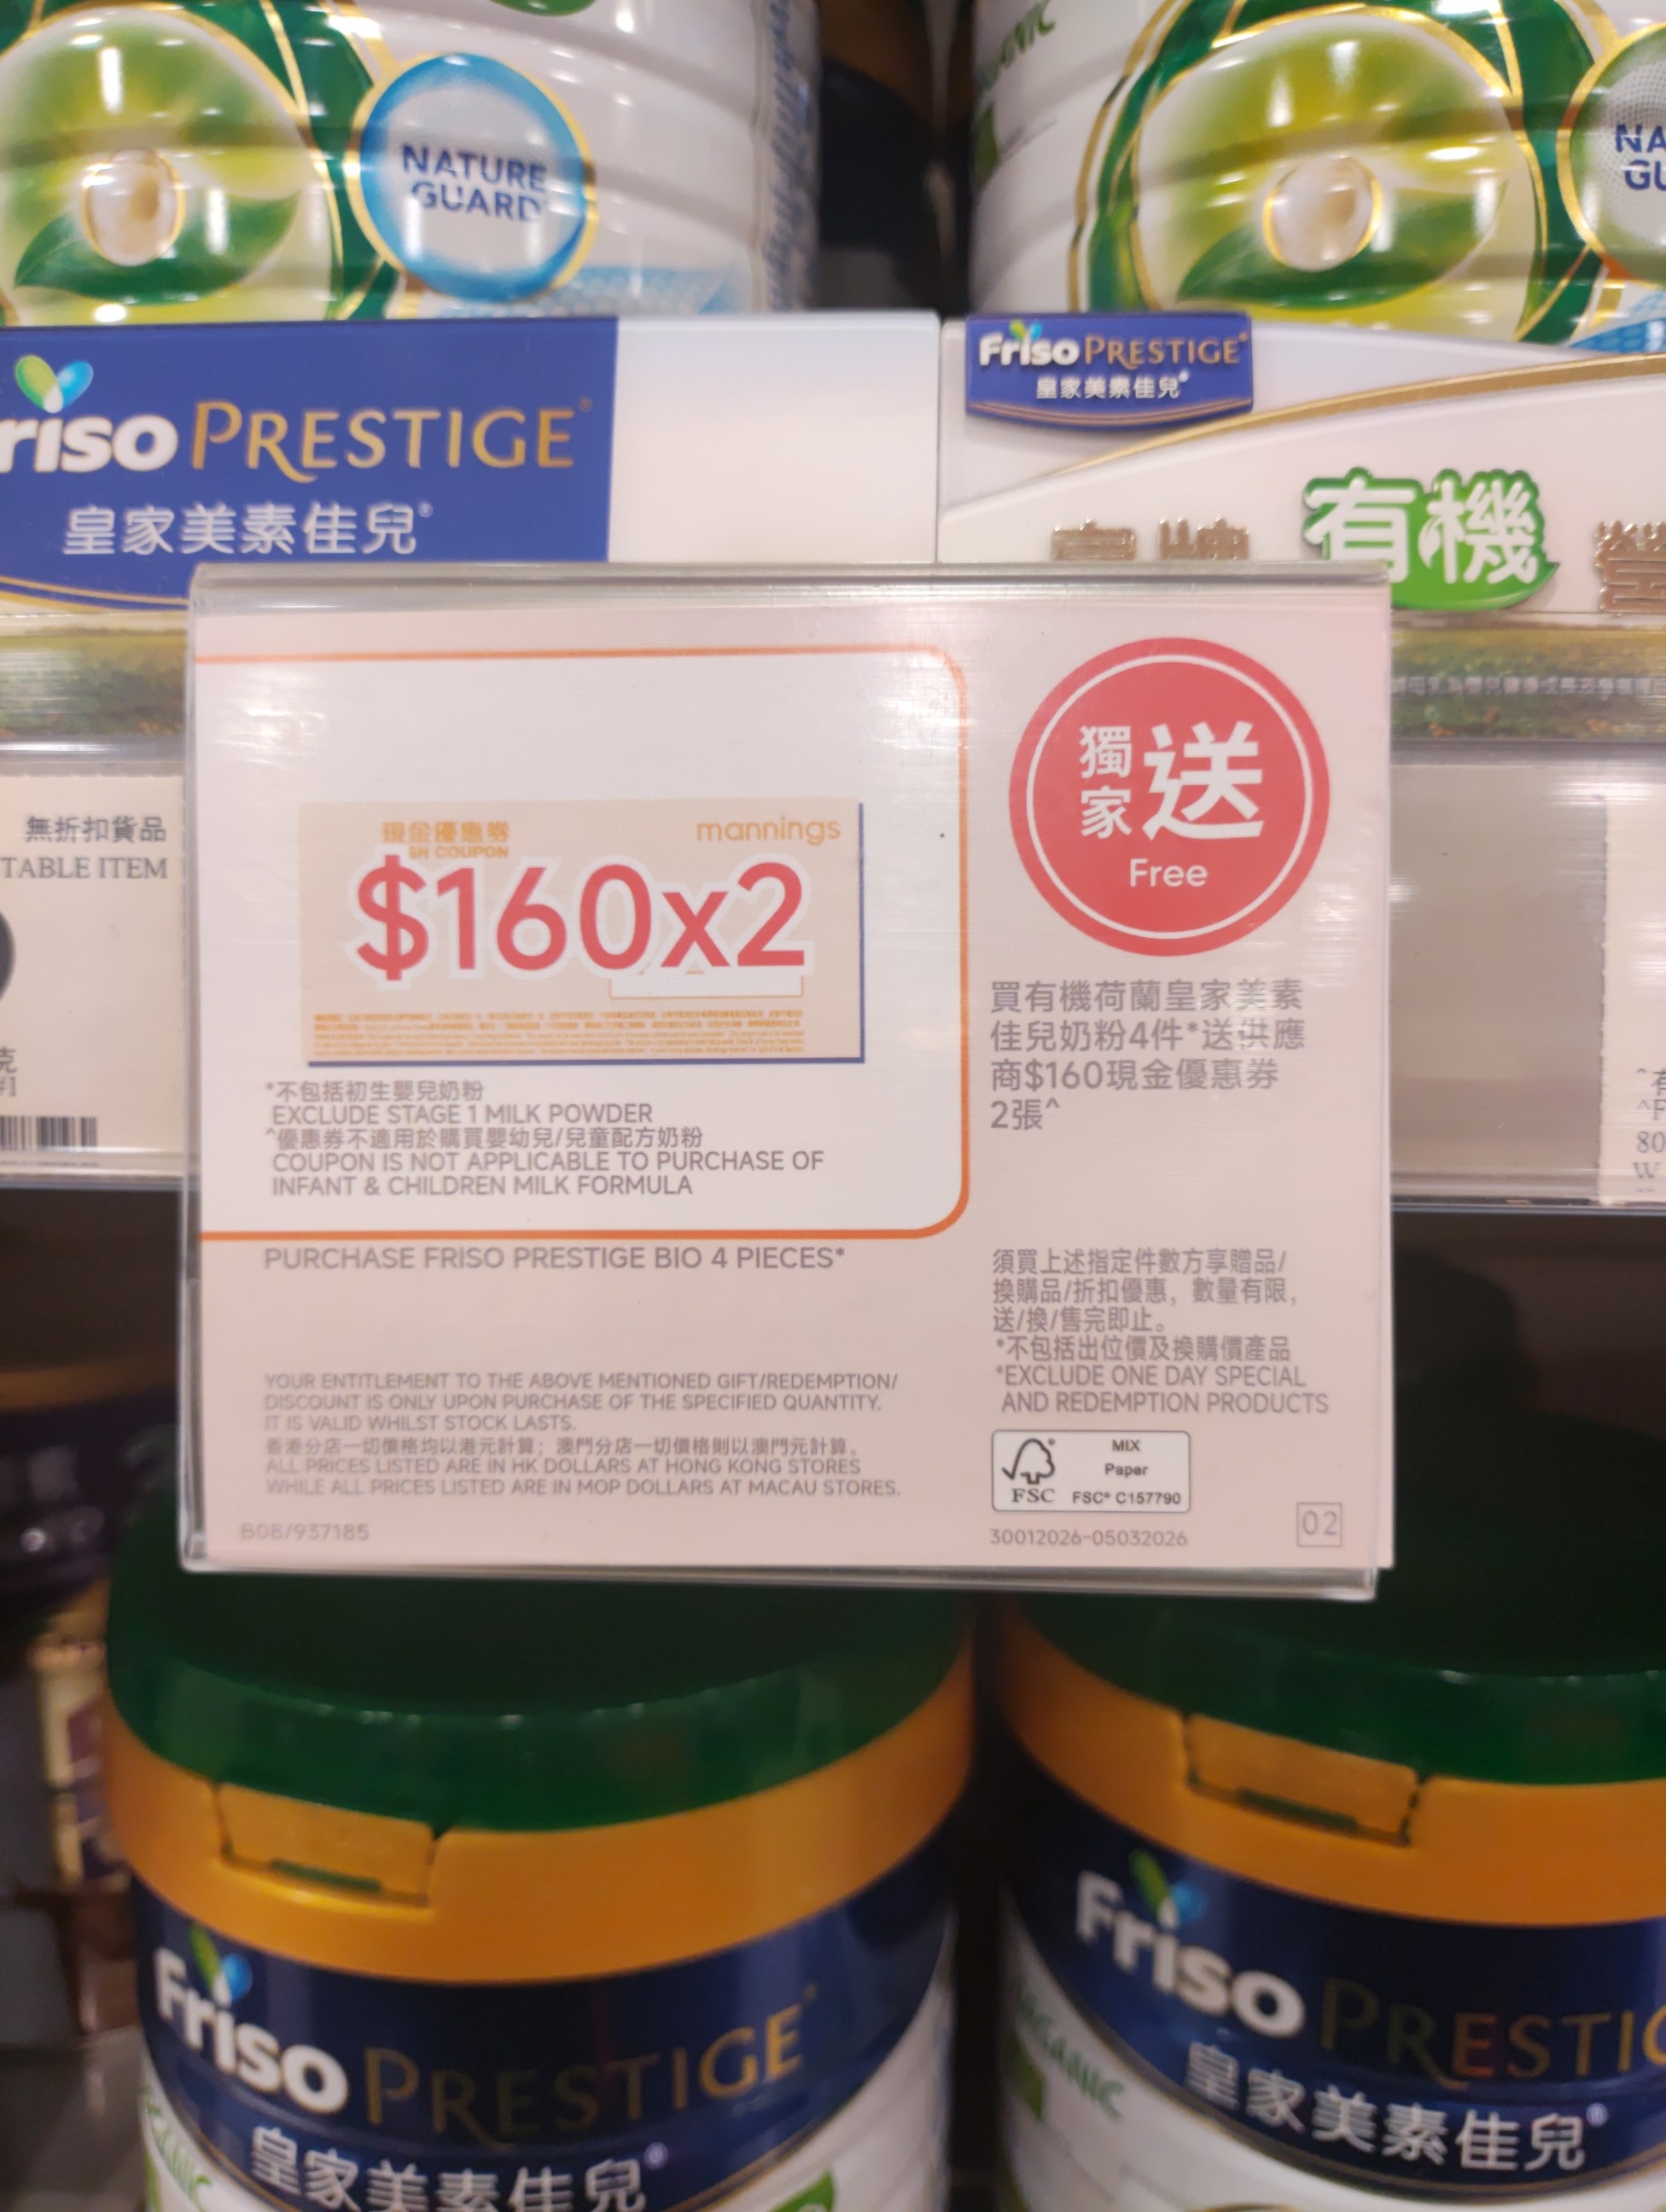 NATURE
GUARD
Friso PRESTIGE®
皇家美素佳兒®
有機
riso PRESTIGE®
皇家美素佳兒®
無折扣貨品
TABLE ITEM
#1
現金優惠券
SH COUPON
mannings
$160x2
*不包括初生嬰兒奶粉
EXCLUDE STAGE 1 MILK POWDER
^優惠券不適用於購買嬰幼兒/兒童配方奶粉
COUPON IS NOT APPLICABLE TO PURCHASE OF
INFANT & CHILDREN MILK FORMULA
PURCHASE FRISO PRESTIGE BIO 4 PIECES*
YOUR ENTITLEMENT TO THE ABOVE MENTIONED GIFT/REDEMPTION/
DISCOUNT IS ONLY UPON PURCHASE OF THE SPECIFIED QUANTITY.
IT IS VALID WHILST STOCK LASTS.
香港分店一切價格均以港元計算；澳門分店一切價格則以澳門元計算。
ALL PRICES LISTED ARE IN HK DOLLARS AT HONG KONG STORES
WHILE ALL PRICES LISTED ARE IN MOP DOLLARS AT MACAU STORES.
B08/937185
獨家送
Free
買有機荷蘭皇家美素
佳兒奶粉4件*送供應
商$160現金優惠券
2張^
須買上述指定件數方享贈品/
換購品/折扣優惠，數量有限，
送/換/售完即止。
*不包括出位價及換購價產品
*EXCLUDE ONE DAY SPECIAL
AND REDEMPTION PRODUCTS
FSC
MIX
Paper
FSC® C157790
30012026-05032026
02
80
W
Friso PRESTIGE®
皇家美素佳兒®
Friso PRESTIG
皇家美素佳兒®
ORGANIC